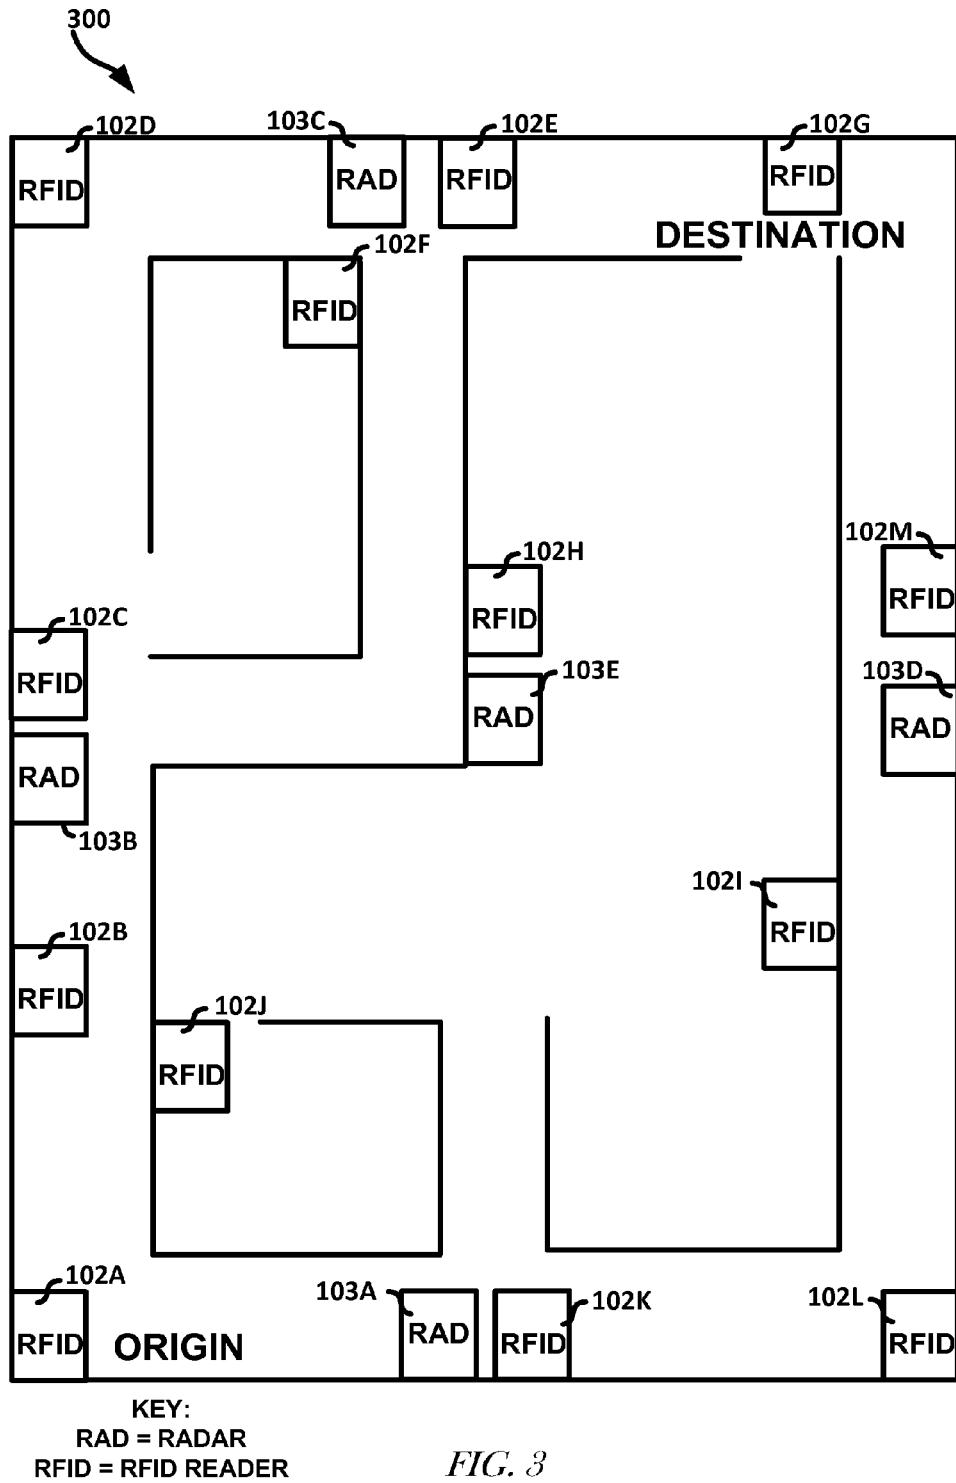 300
102D
103C
102E
102G
RFID
RAD
RFID
RFID
DESTINATION
102F
RFID
102H
102M
RFID
RFID
102C
RFID
103E
103D
RAD
RAD
RAD
103B
102I
RFID
102B
RFID
102J
RFID
102A
103A
102K
102L
RFID
ORIGIN
RAD
RFID
RFID
KEY:
RAD = RADAR
RFID = RFID READER
FIG. 3